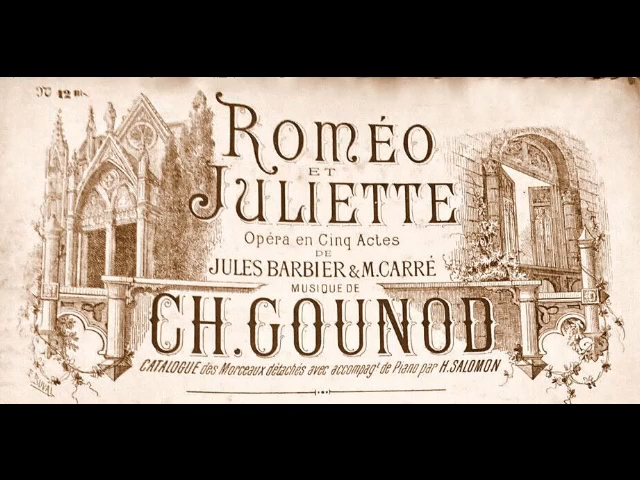 No 12 bis
ROMÉO
ET
JULIETTE
Opéra en Cinq Actes
DE
JULES BARBIER & M. CARRÉ
MUSIQUE DE
CH. GOUNOD
CATALOGUE des Morceaux détachés avec accompagt. de Piano par H. SALOMON